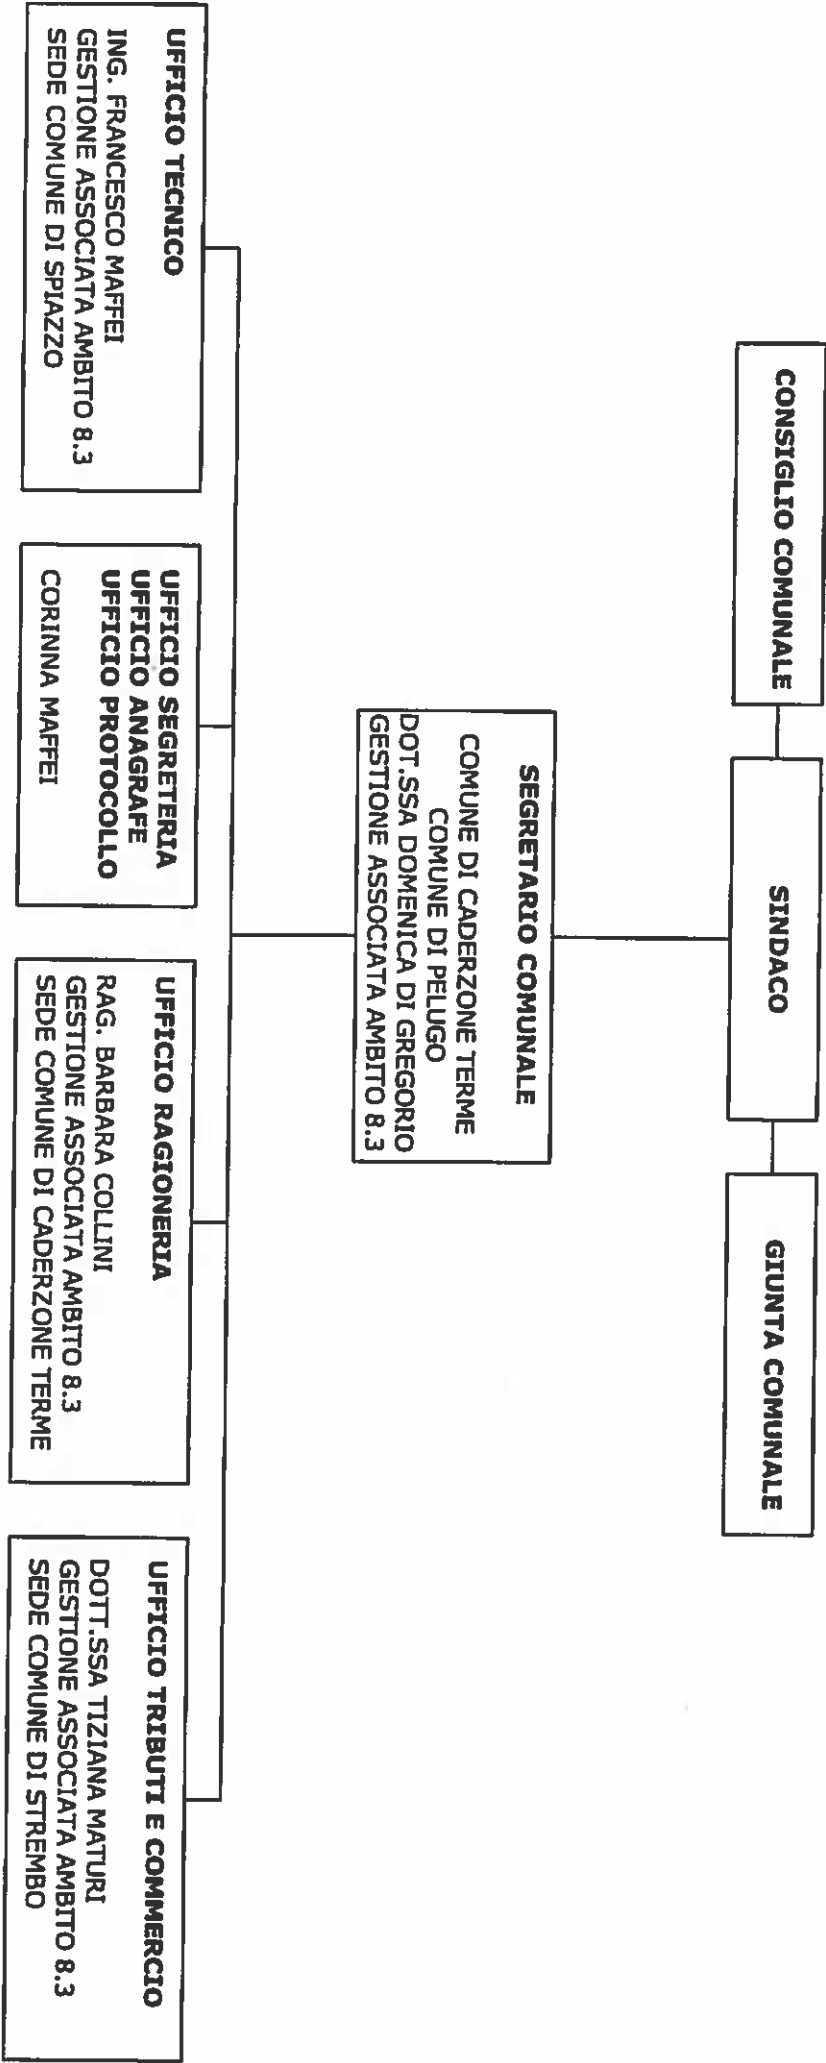 CONSIGLIO COMUNALE
SINDACO
GIUNTA COMUNALE
SEGRETARIO COMUNALE
COMUNE DI CADERZONE TERME
COMUNE DI PELUGO
DOT.SSA DOMENICA DI GREGORIO
GESTIONE ASSOCIATA AMBITO 8.3
UFFICIO TECNICO
ING. FRANCESCO MAFFEI
GESTIONE ASSOCIATA AMBITO 8.3
SEDE COMUNE DI SPIAZZO
UFFICIO SEGRETERIA
UFFICIO ANAGRAFE
UFFICIO PROTOCOLLO
CORINNA MAFFEI
UFFICIO RAGIONERIA
RAG. BARBARA COLLINI
GESTIONE ASSOCIATA AMBITO 8.3
SEDE COMUNE DI CADERZONE TERME
UFFICIO TRIBUTI E COMMERCIO
DOTT.SSA TIZIANA MATURI
GESTIONE ASSOCIATA AMBITO 8.3
SEDE COMUNE DI STREMBO